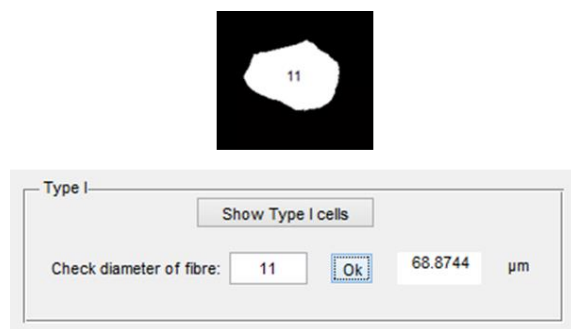 11
Type I
Show Type I cells
Check diameter of fibre: 11 Ok 68.8744 µm